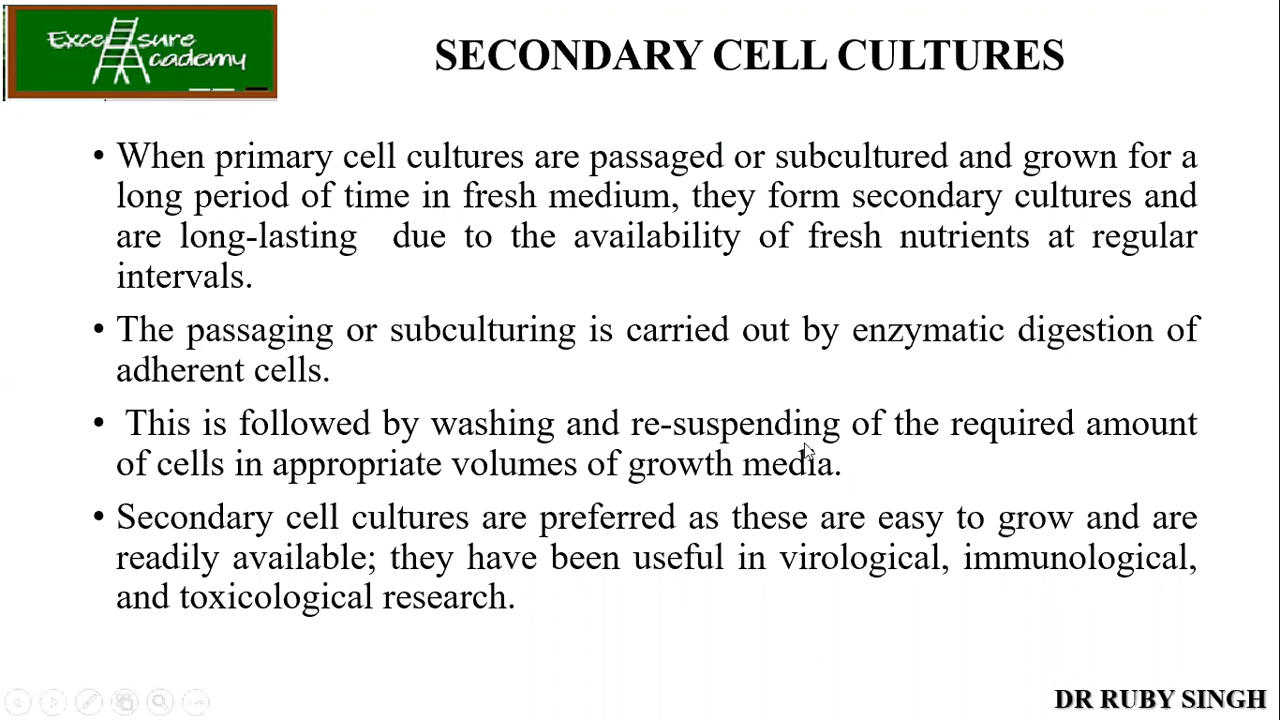 Excel sure
Academy
SECONDARY CELL CULTURES
• When primary cell cultures are passaged or subcultured and grown for a
long period of time in fresh medium, they form secondary cultures and
are long-lasting due to the availability of fresh nutrients at regular
intervals.
• The passaging or subculturing is carried out by enzymatic digestion of
adherent cells.
• This is followed by washing and re-suspending of the required amount
of cells in appropriate volumes of growth media.
• Secondary cell cultures are preferred as these are easy to grow and are
readily available; they have been useful in virological, immunological,
and toxicological research.
DR RUBY SINGH